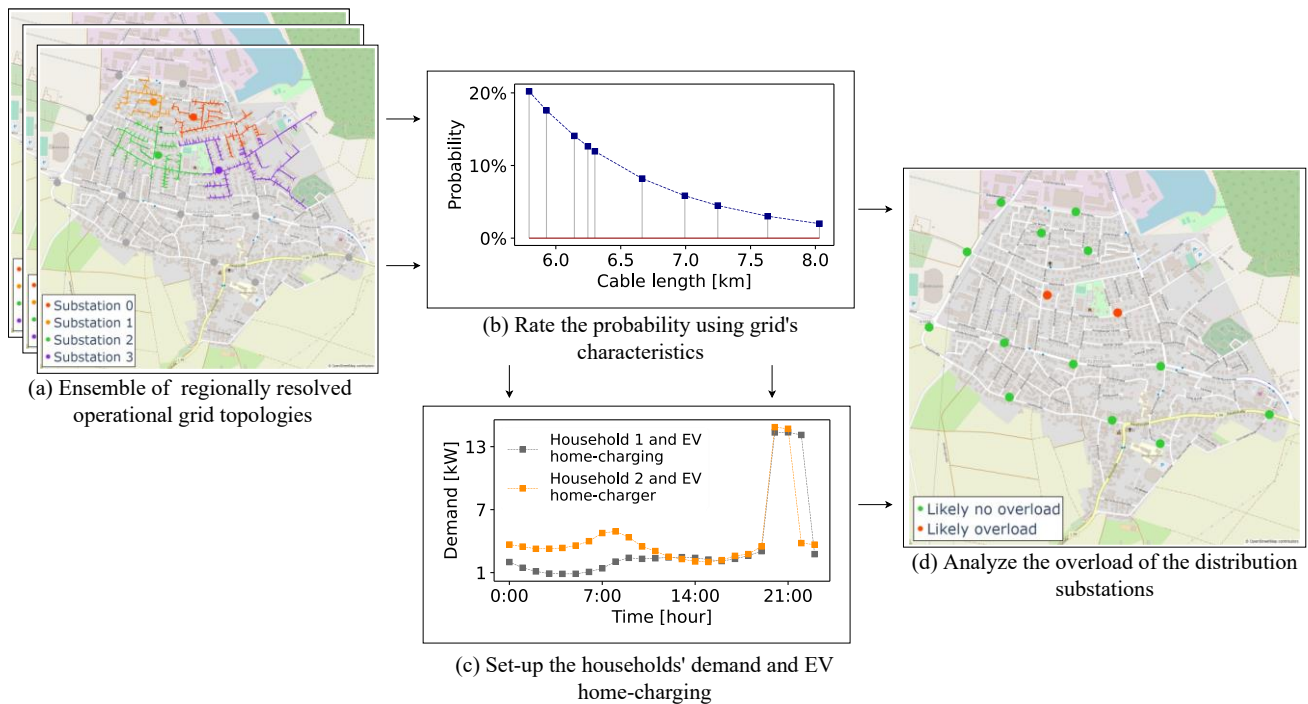 Substation 0
Substation 1
Substation 2
Substation 3
© OpenStreetMap contributors
(a) Ensemble of regionally resolved
operational grid topologies
Probability
20%
10%
0%
6.0 6.5 7.0 7.5 8.0
Cable length [km]
(b) Rate the probability using grid's
characteristics
Demand [kW]
13
7
1
Household 1 and EV
home-charging
Household 2 and EV
home-charger
0:00 7:00 14:00 21:00
Time [hour]
(c) Set-up the households' demand and EV
home-charging
Likely no overload
Likely overload
© OpenStreetMap contributors
(d) Analyze the overload of the distribution
substations